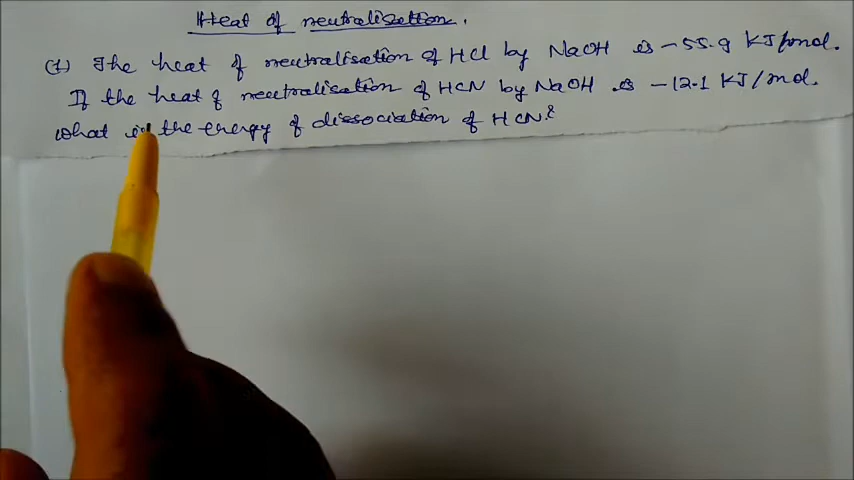 Heat of neutralisation.
(1) The heat of neutralisation of HCl by NaOH is -55.9 KJ/mol.
If the heat of neutralisation of HCN by NaOH is -12.1 KJ/mol.
what is the energy of dissociation of HCN?